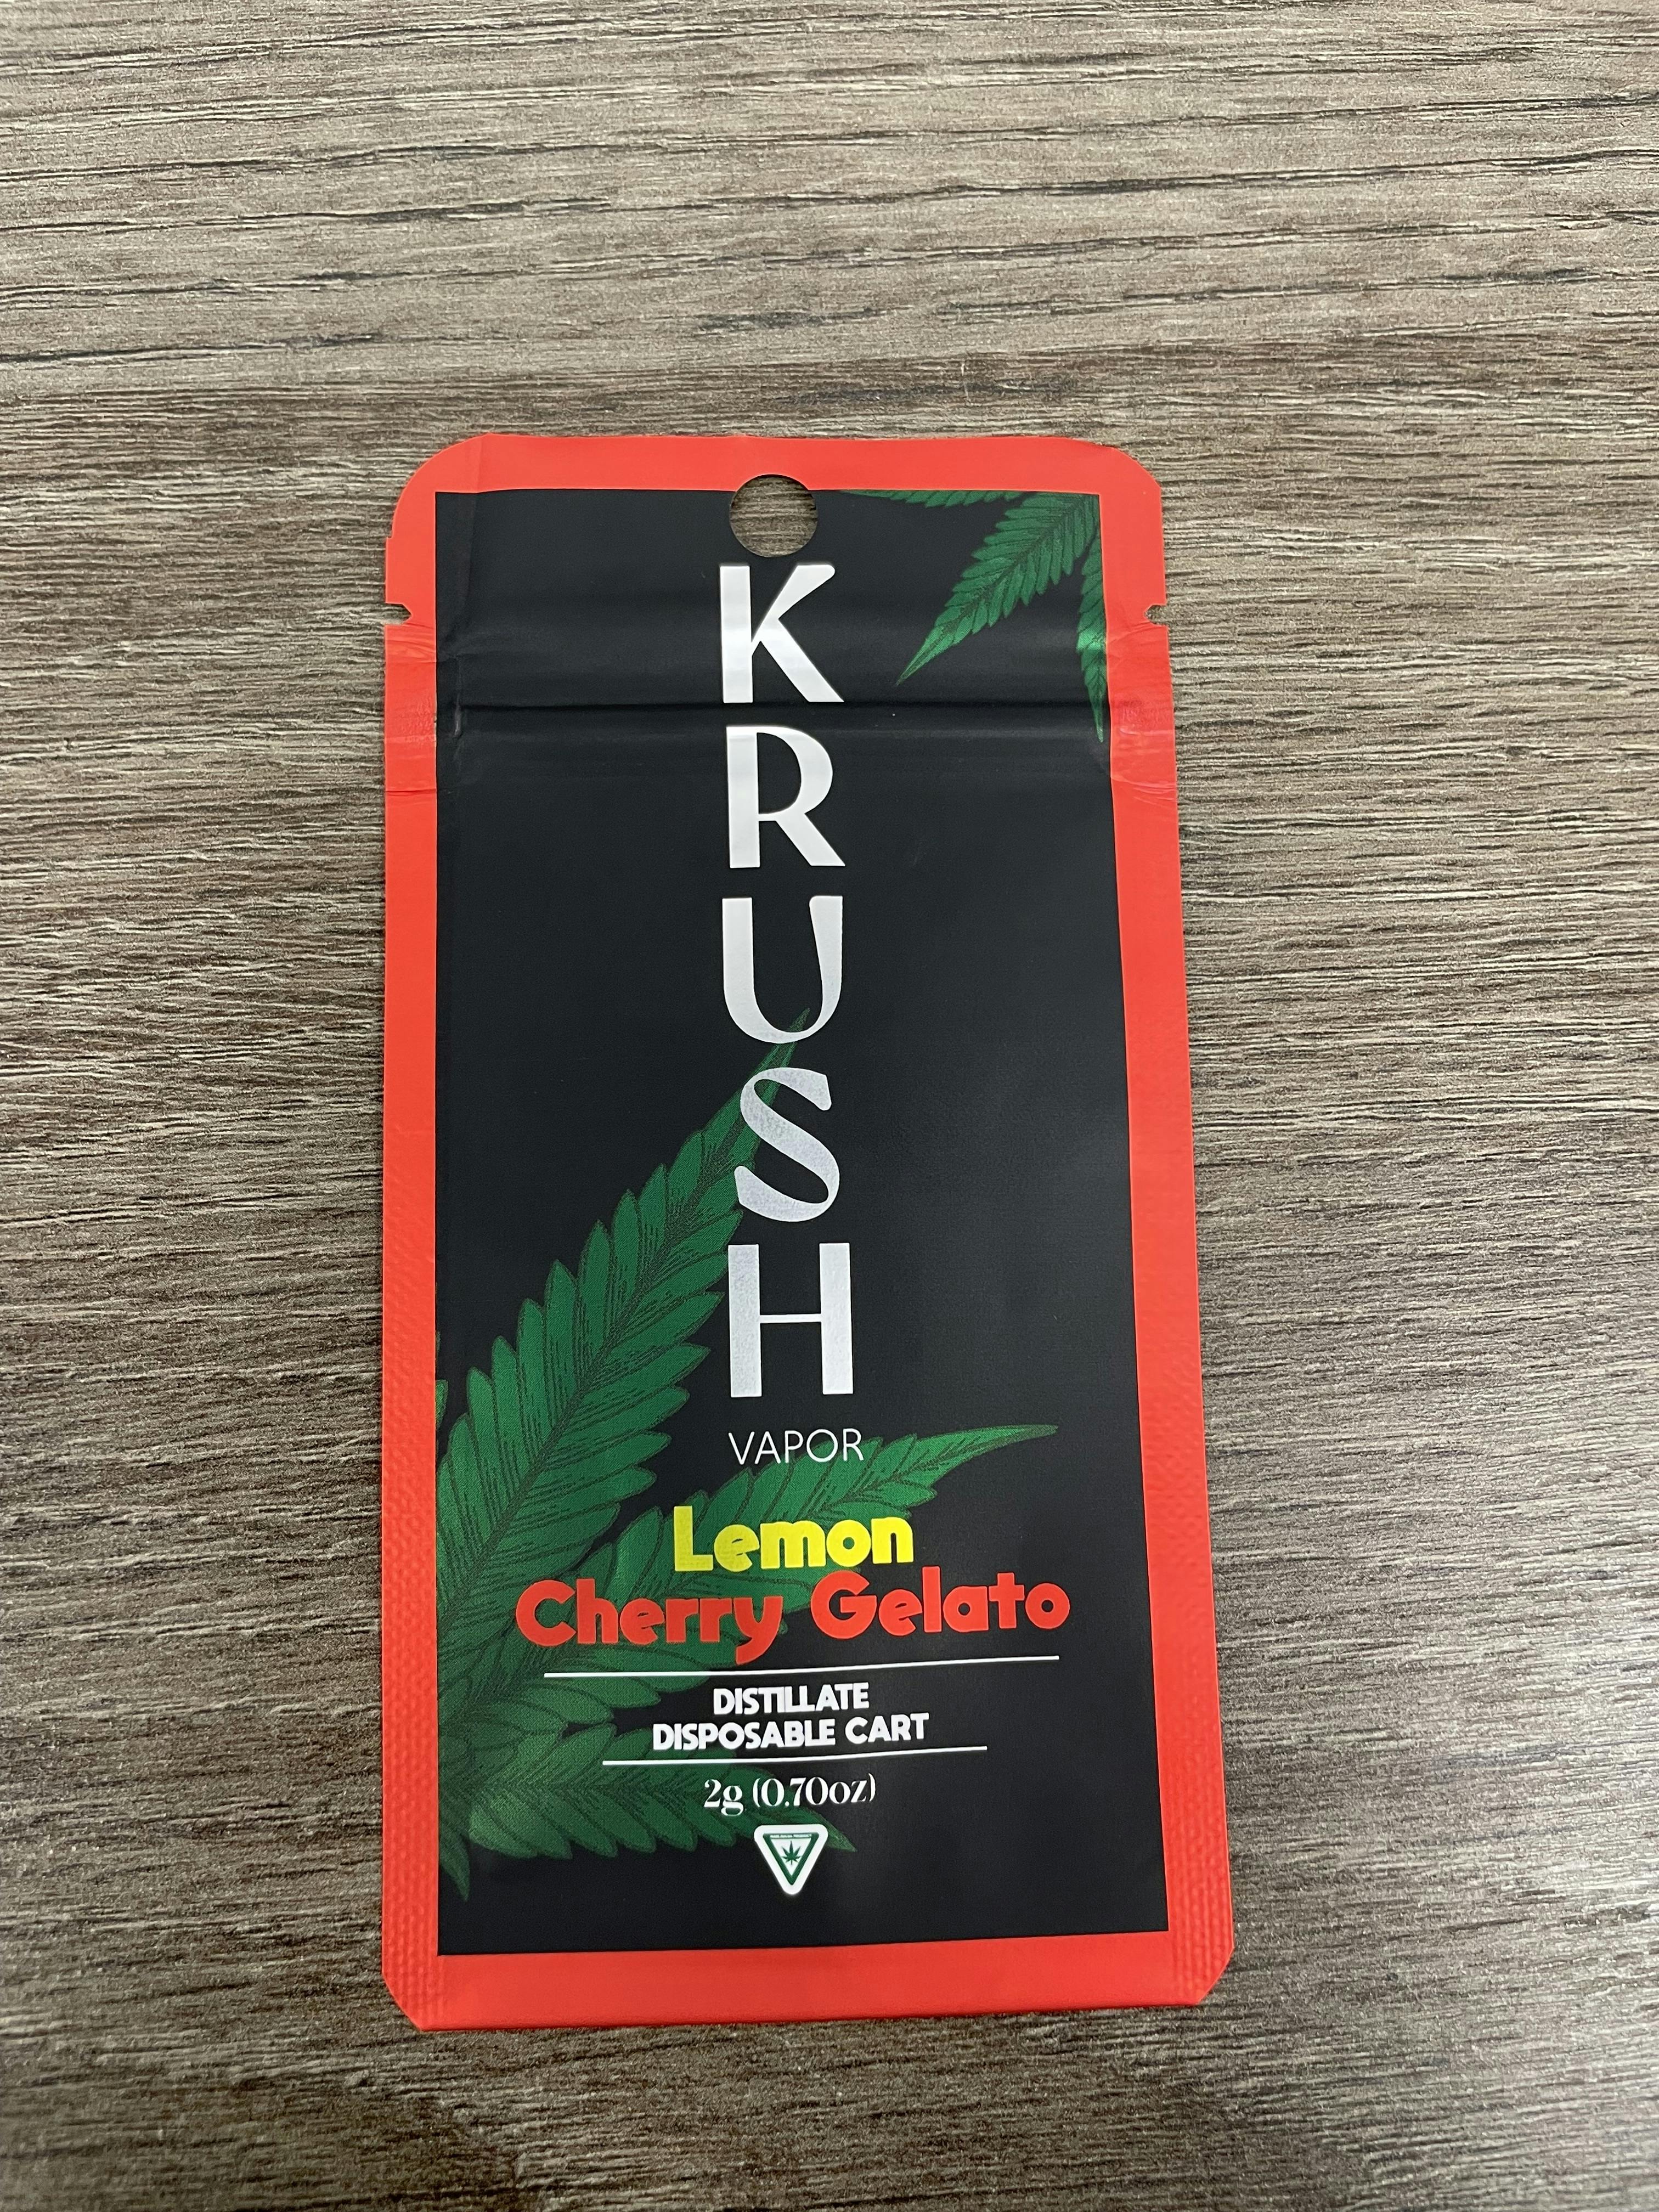 KRUSH
VAPOR
Lemon
Cherry Gelato
DISTILLATE
DISPOSABLE CART
2g (0.70oz)